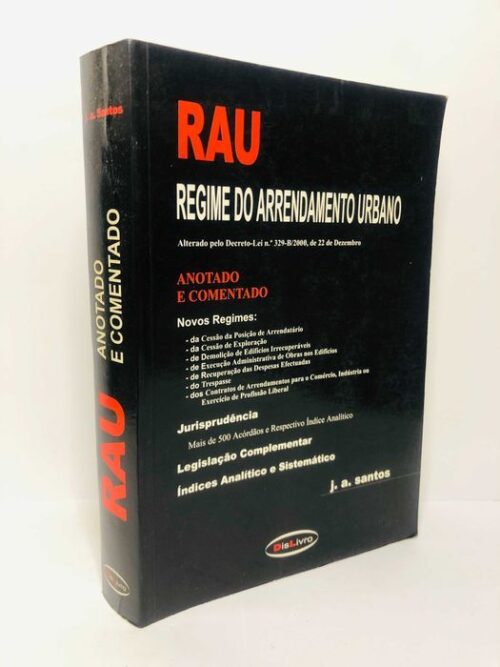 RAU
REGIME DO ARRENDAMENTO URBANO
Alterado pelo Decreto-Lei n.º 329-B/2000, de 22 de Dezembro
ANOTADO
E COMENTADO
Novos Regimes:
- da Cessão da Posição de Arrendatário
- da Cessão de Exploração
- de Demolição de Edifícios Irrecuperáveis
- de Execução Administrativa de Obras nos Edifícios
- de Recuperação das Despesas Efectuadas
- do Trespasse
- dos Contratos de Arrendamentos para o Comércio, Indústria ou
Exercício de Profissão Liberal
Jurisprudência
Mais de 500 Acórdãos e Respectivo Índice Analítico
Legislação Complementar
Índices Analítico e Sistemático
j. a. santos
DisLivro
j. a. Santos
ANOTADO
E COMENTADO
RAU
DisLivro